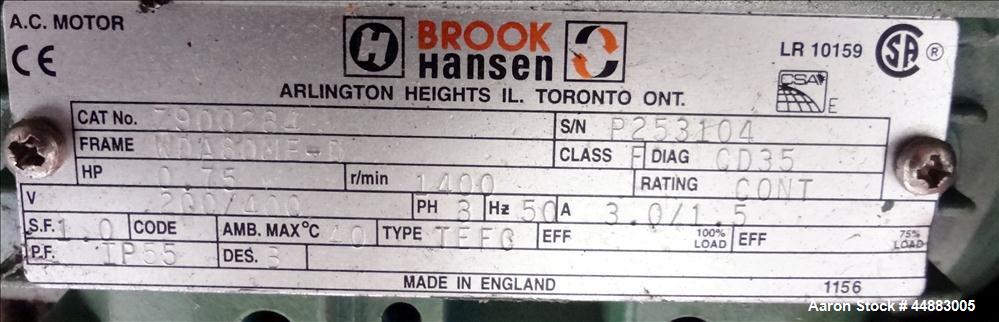 A.C. MOTOR
BROOK
Hansen
LR 10159
SA ®
CE
H
CSA
E
ARLINGTON HEIGHTS IL. TORONTO ONT.
CAT No. S/N P253104
FRAME CLASS F DIAG CD35
HP 0.75 r/min 1400 RATING CONT
V 200/400 PH 3 Hz 50 A 3.0/1.5
S.F. 1.0 CODE AMB. MAX°C 40 TYPE TEFC EFF 100% LOAD EFF 75% LOAD
P.F. IP55 DES. 3
MADE IN ENGLAND
1156
Aaron Stock # 44883005